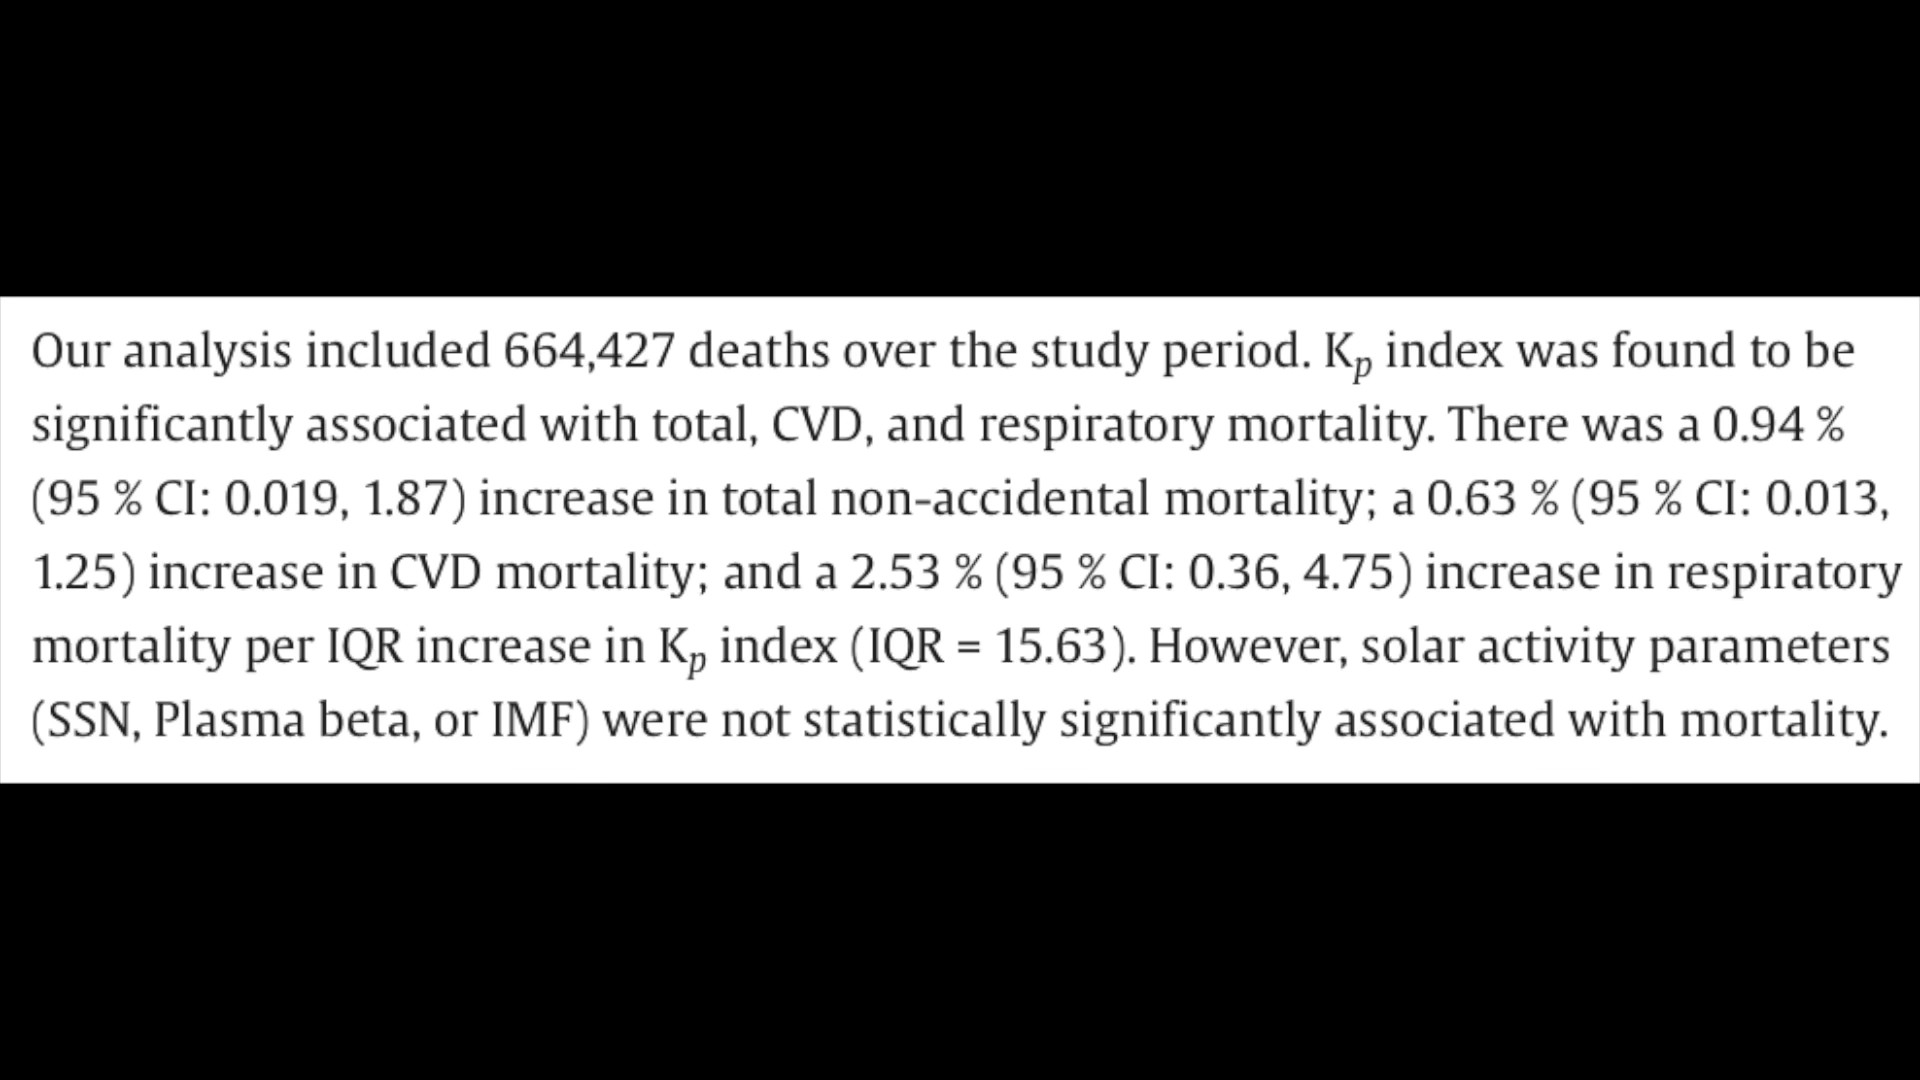 Our analysis included 664,427 deaths over the study period. Kp index was found to be
significantly associated with total, CVD, and respiratory mortality. There was a 0.94 %
(95 % CI: 0.019, 1.87) increase in total non-accidental mortality; a 0.63 % (95 % CI: 0.013,
1.25) increase in CVD mortality; and a 2.53 % (95 % CI: 0.36, 4.75) increase in respiratory
mortality per IQR increase in Kp index (IQR = 15.63). However, solar activity parameters
(SSN, Plasma beta, or IMF) were not statistically significantly associated with mortality.